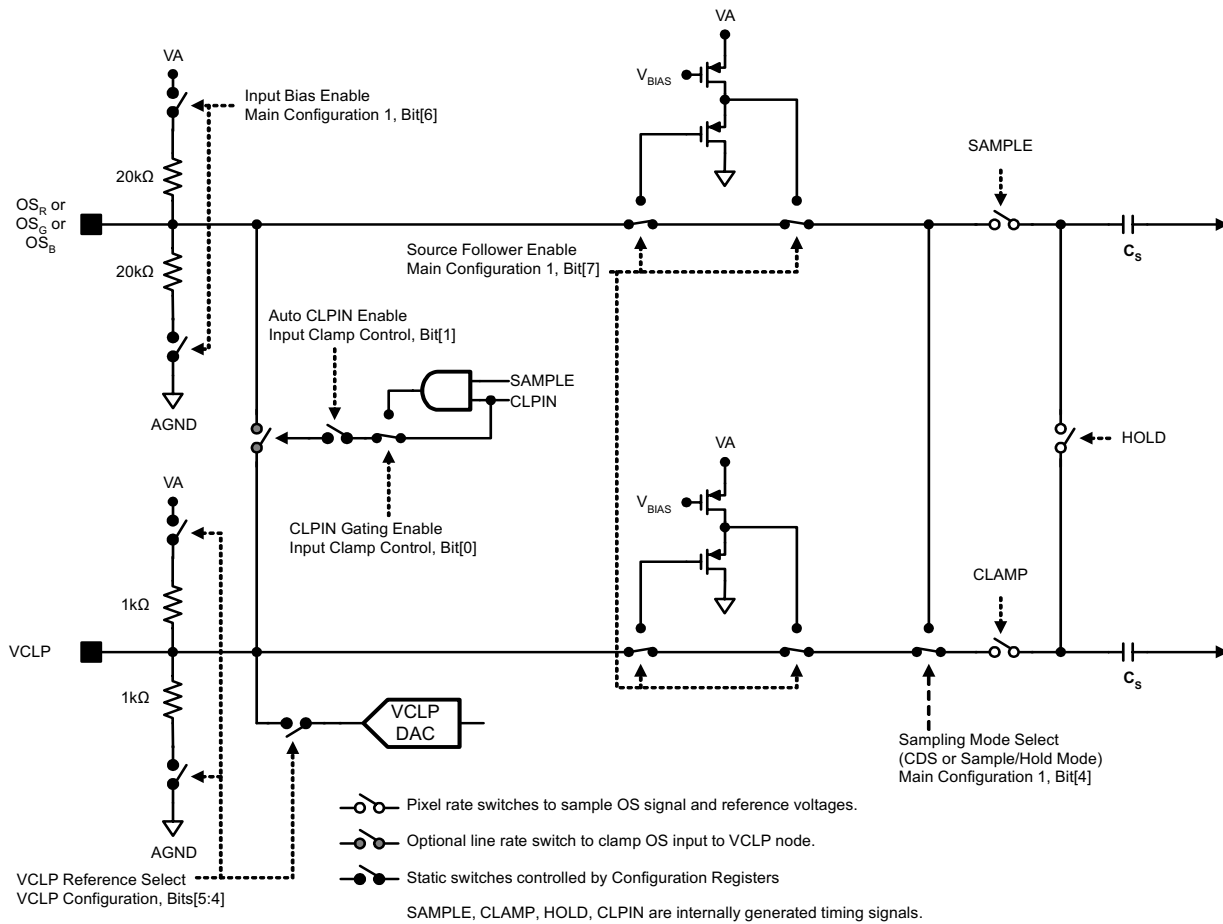 VA
V_BIAS
VA
Input Bias Enable
Main Configuration 1, Bit[6]
SAMPLE
20kΩ
OS_R or
OS_G or
OS_B
Source Follower Enable
Main Configuration 1, Bit[7]
C_S
20kΩ
Auto CLPIN Enable
Input Clamp Control, Bit[1]
SAMPLE
CLPIN
AGND
HOLD
VA
VA
V_BIAS
CLPIN Gating Enable
Input Clamp Control, Bit[0]
CLAMP
1kΩ
VCLP
C_S
1kΩ
VCLP
DAC
Sampling Mode Select
(CDS or Sample/Hold Mode)
Main Configuration 1, Bit[4]
Pixel rate switches to sample OS signal and reference voltages.
Optional line rate switch to clamp OS input to VCLP node.
AGND
VCLP Reference Select
VCLP Configuration, Bits[5:4]
Static switches controlled by Configuration Registers
SAMPLE, CLAMP, HOLD, CLPIN are internally generated timing signals.